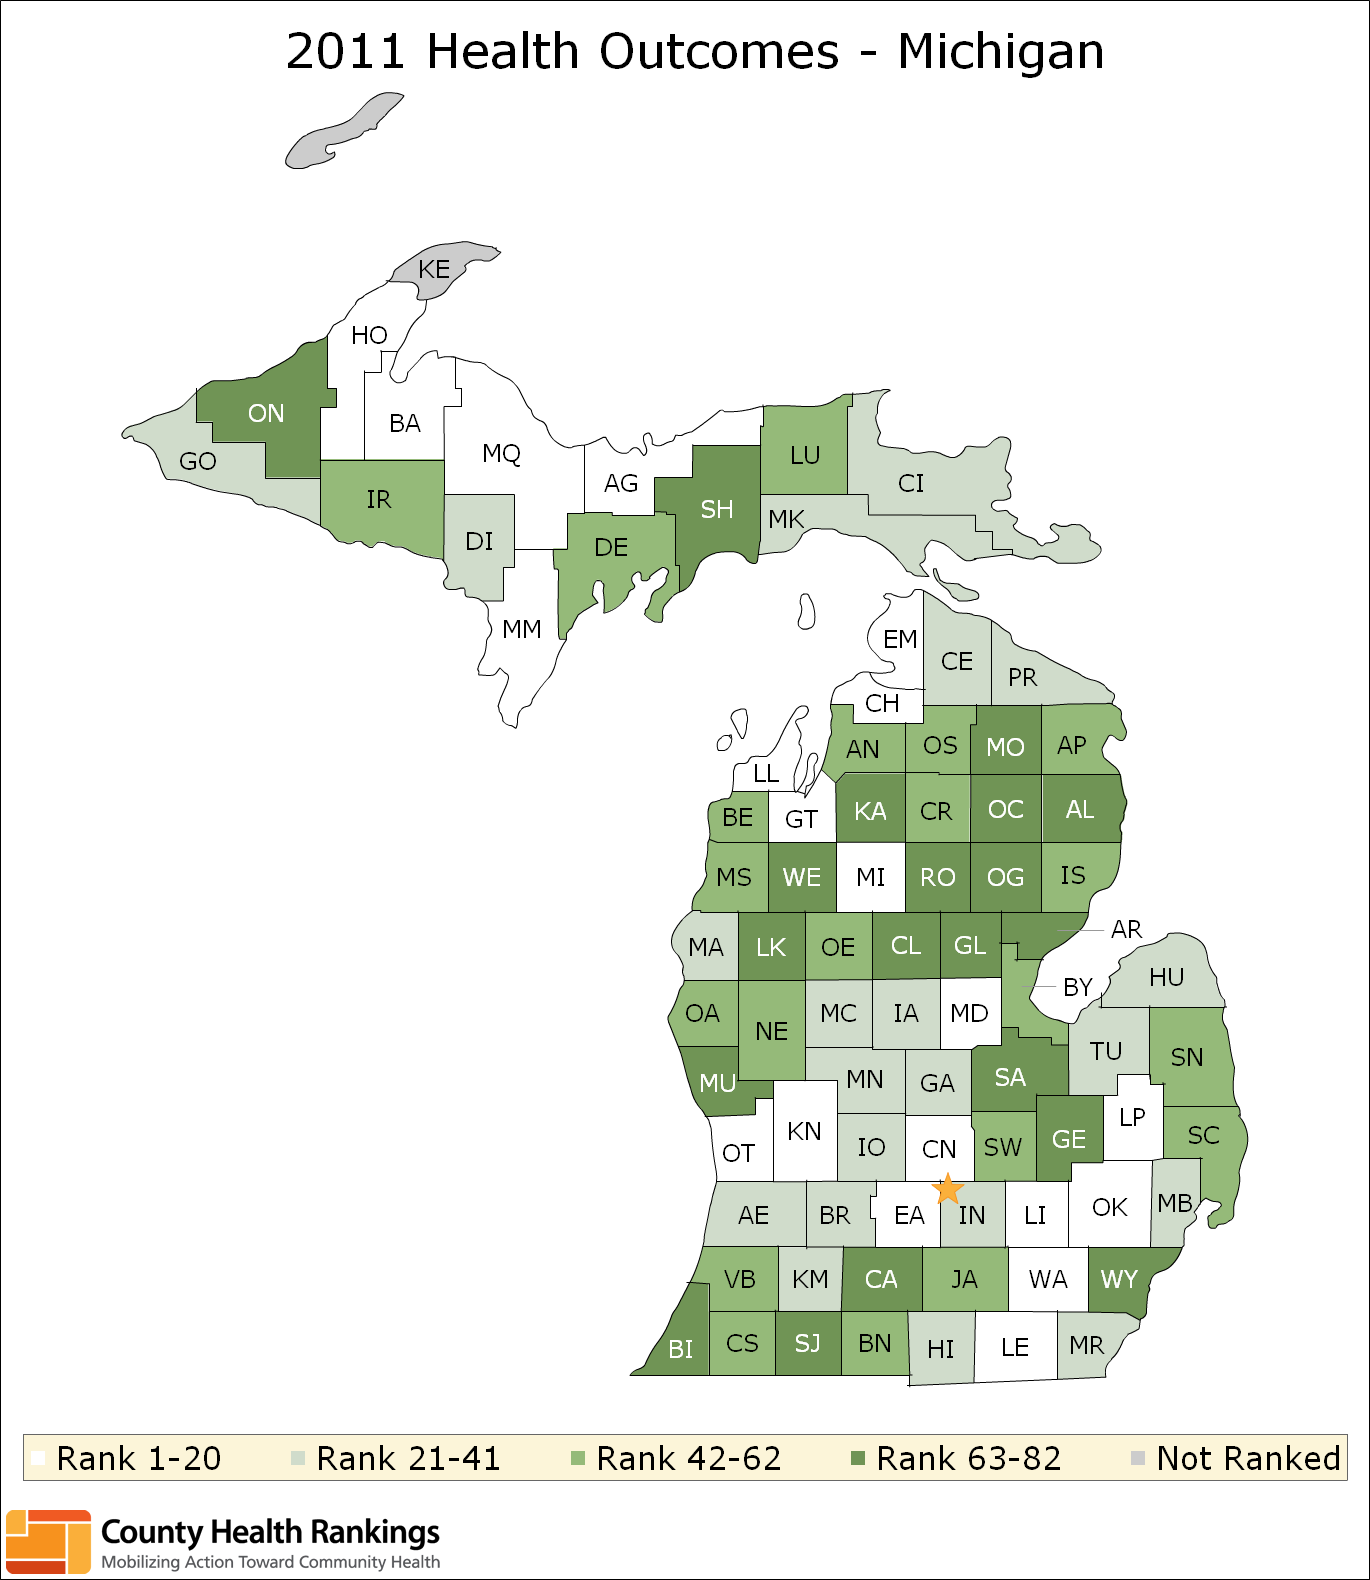 2011 Health Outcomes - Michigan
KE
HO
ON
BA
MQ
GO
LU
AG
CI
IR
SH
MK
DI
DE
MM
EM
CE
PR
CH
AN
OS
MO
AP
LL
BE
GT
KA
CR
OC
AL
MS
WE
MI
RO
OG
IS
AR
MA
LK
OE
CL
GL
HU
BY
OA
NE
MC
IA
MD
TU
SN
MU
MN
GA
SA
LP
OT
KN
IO
CN
SW
GE
SC
AE
BR
EA
IN
LI
OK
MB
VB
KM
CA
JA
WA
WY
BI
CS
SJ
BN
HI
LE
MR
Rank 1-20 Rank 21-41 Rank 42-62 Rank 63-82 Not Ranked
County Health Rankings
Mobilizing Action Toward Community Health